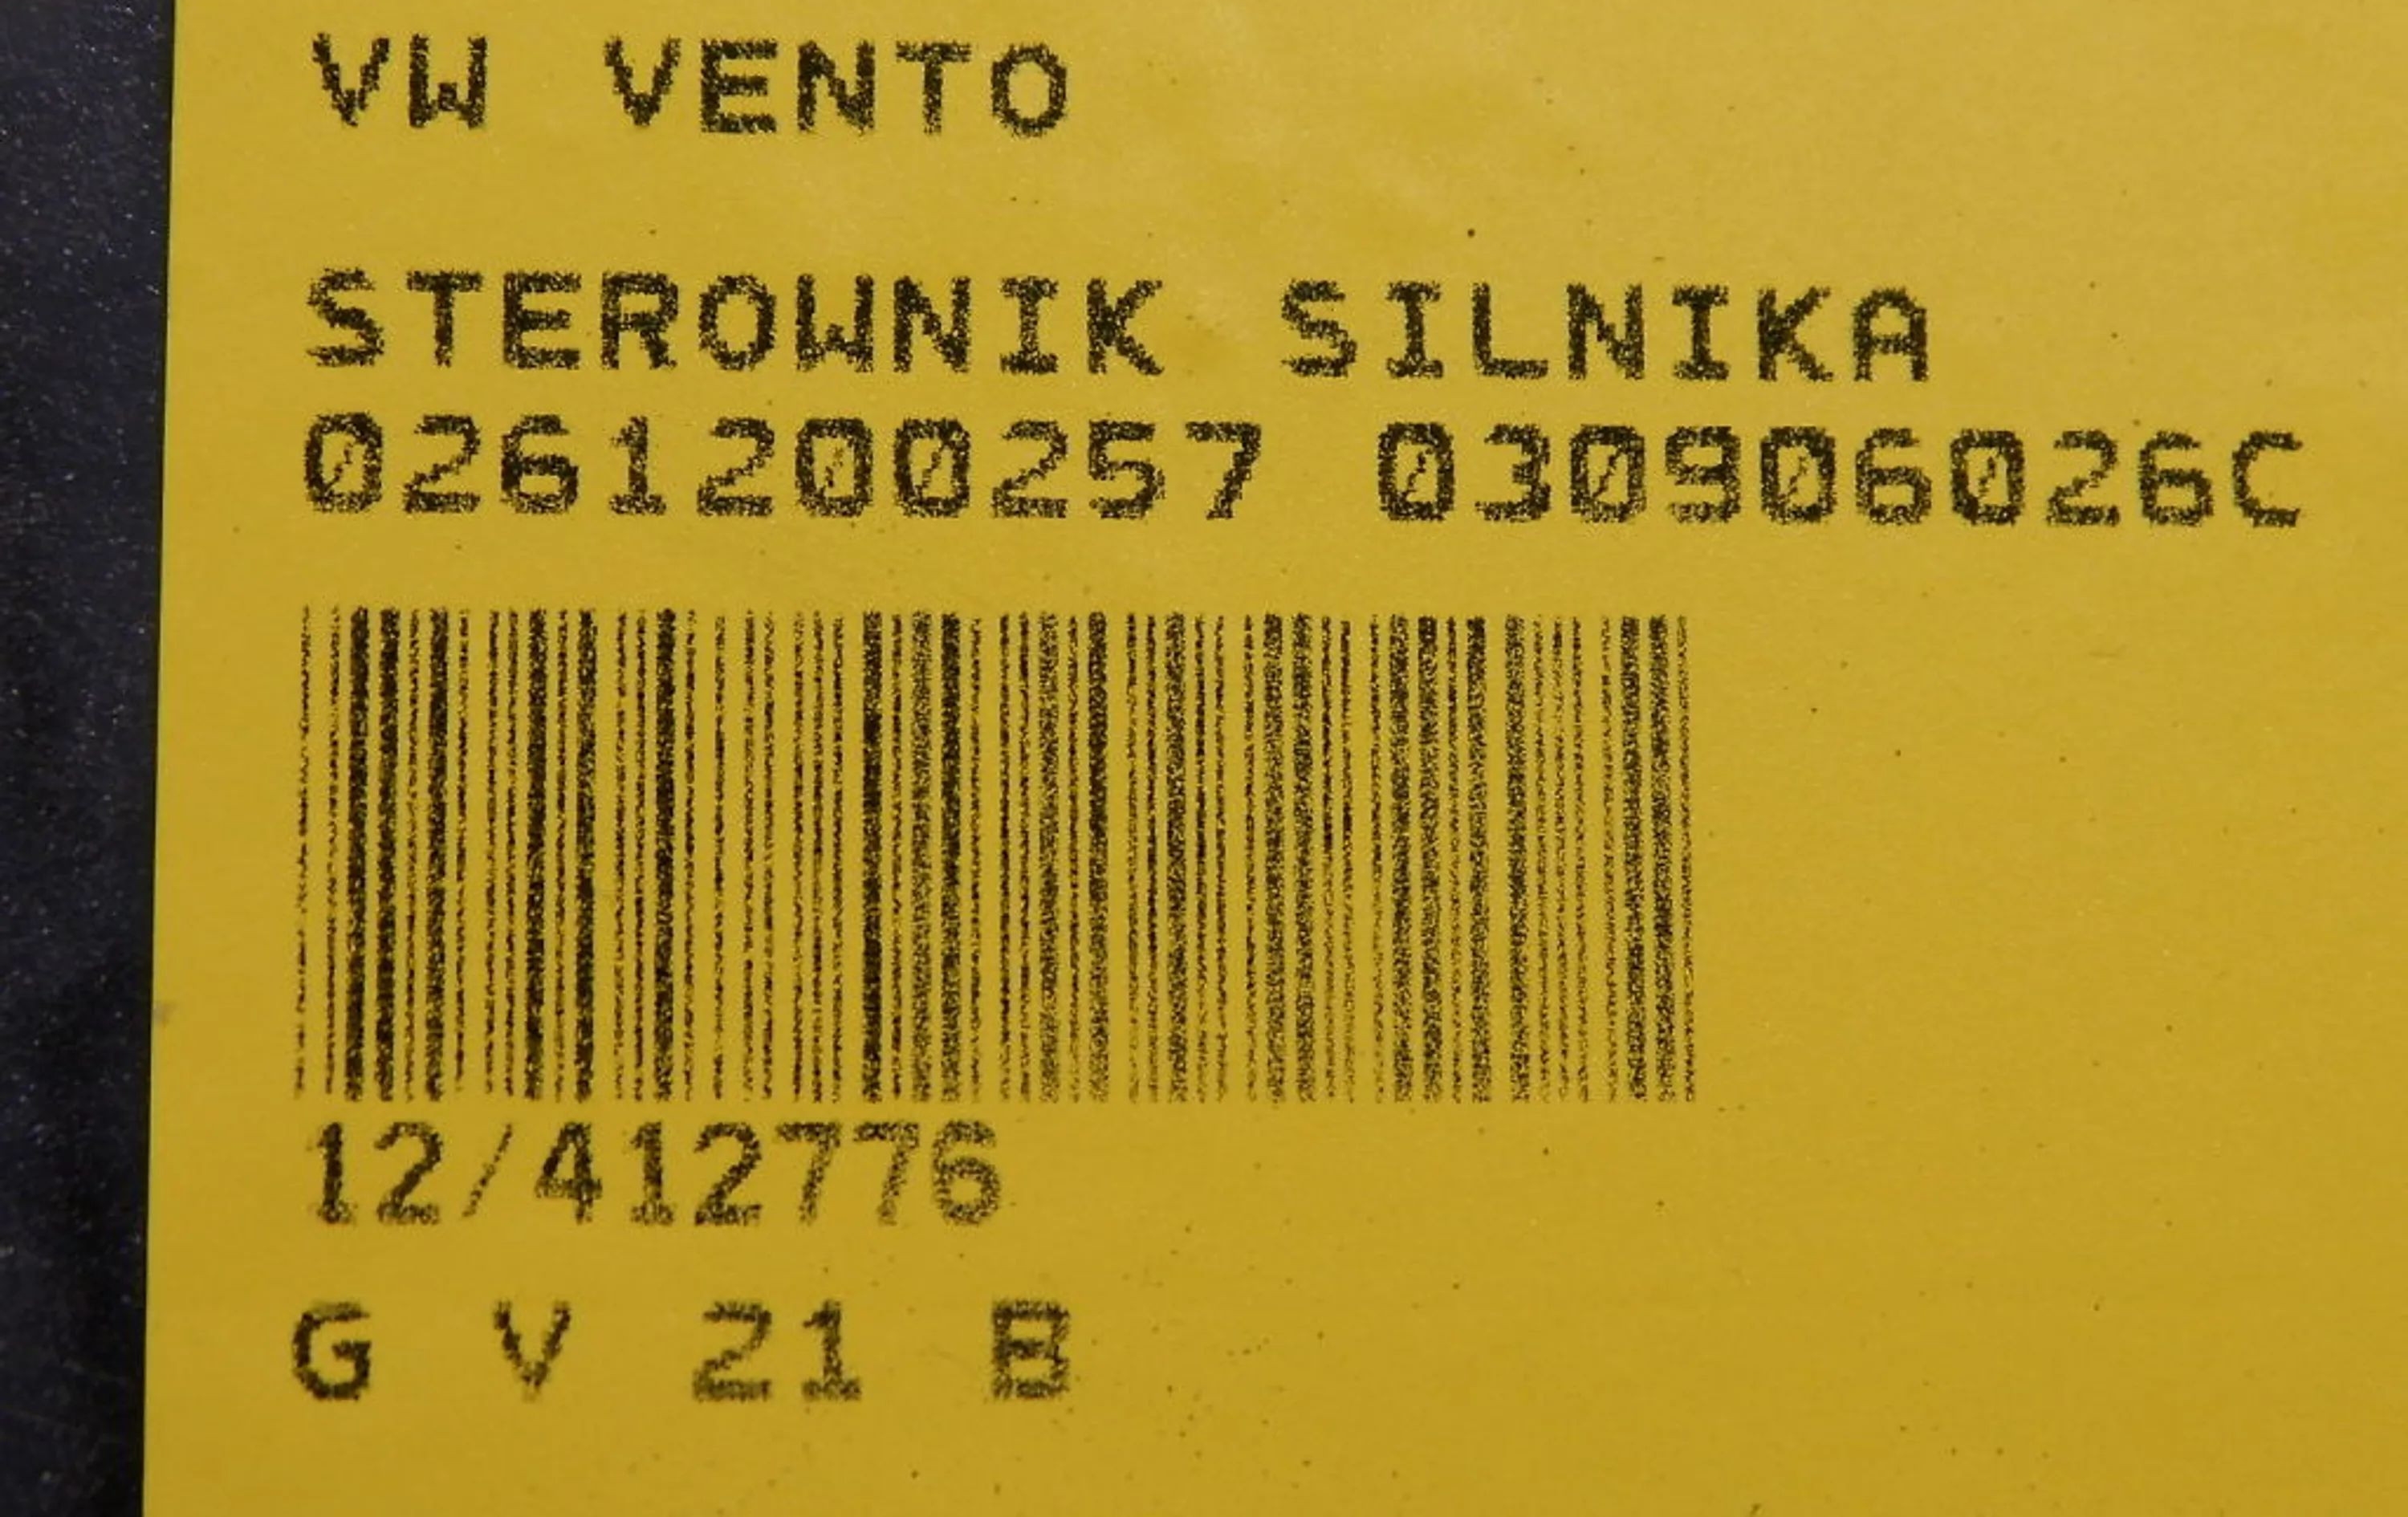 VW VENTO
STEROWNIK SILNIKA
0261200257 030906026C
12/412776
G V 21 B